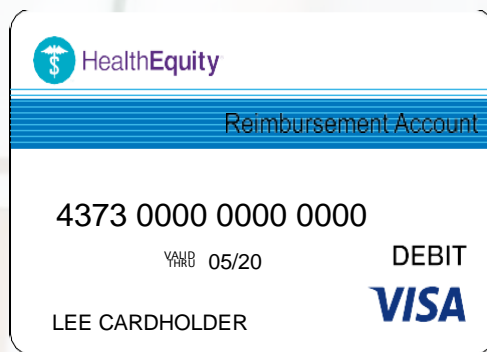 HealthEquity
Reimbursement Account
4373 0000 0000 0000
VALID
THRU 05/20
DEBIT
VISA
LEE CARDHOLDER